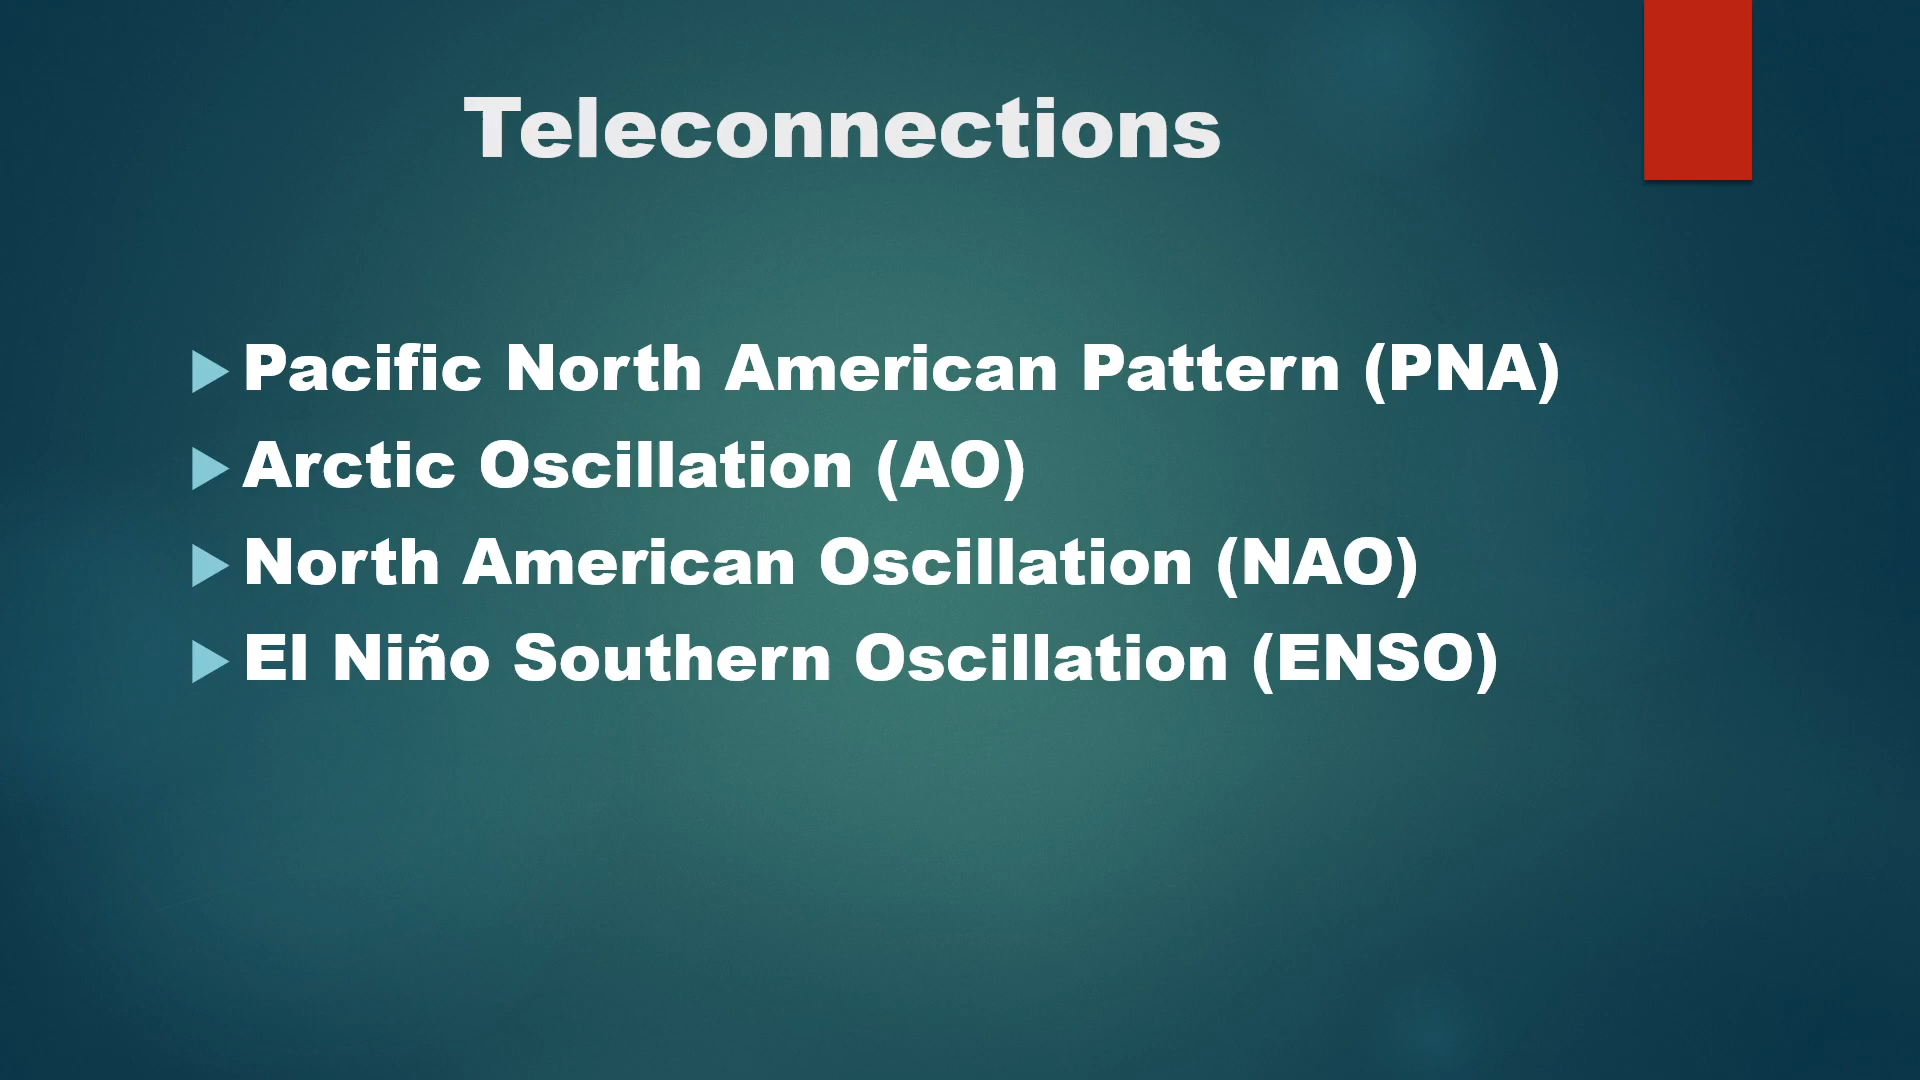 Teleconnections
Pacific North American Pattern (PNA)
Arctic Oscillation (AO)
North American Oscillation (NAO)
El Niño Southern Oscillation (ENSO)